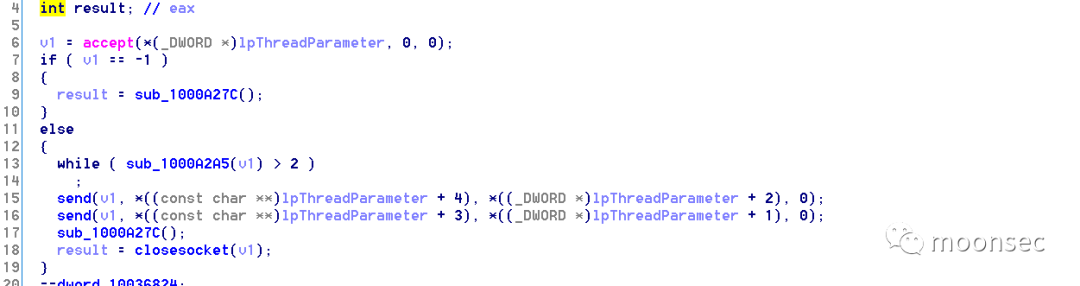 4 int result; // eax
5
6 v1 = accept(*(_DWORD *)lpThreadParameter, 0, 0);
7 if ( v1 == -1 )
8 {
9 result = sub_1000A27C();
10 }
11 else
12 {
13 while ( sub_1000A2A5(v1) > 2 )
14 ;
15 send(v1, *((const char **)lpThreadParameter + 4), *((_DWORD *)lpThreadParameter + 2), 0);
16 send(v1, *((const char **)lpThreadParameter + 3), *((_DWORD *)lpThreadParameter + 1), 0);
17 sub_1000A27C();
18 result = closesocket(v1);
19 }
20 --dword_10036824;
moonsec